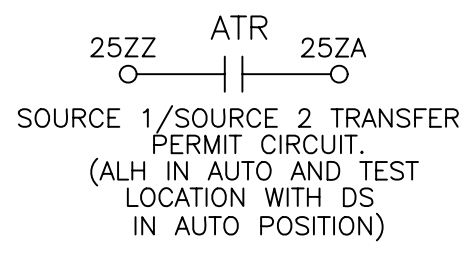 ATR
25ZZ 25ZA
SOURCE 1/SOURCE 2 TRANSFER
PERMIT CIRCUIT.
(ALH IN AUTO AND TEST
LOCATION WITH DS
IN AUTO POSITION)